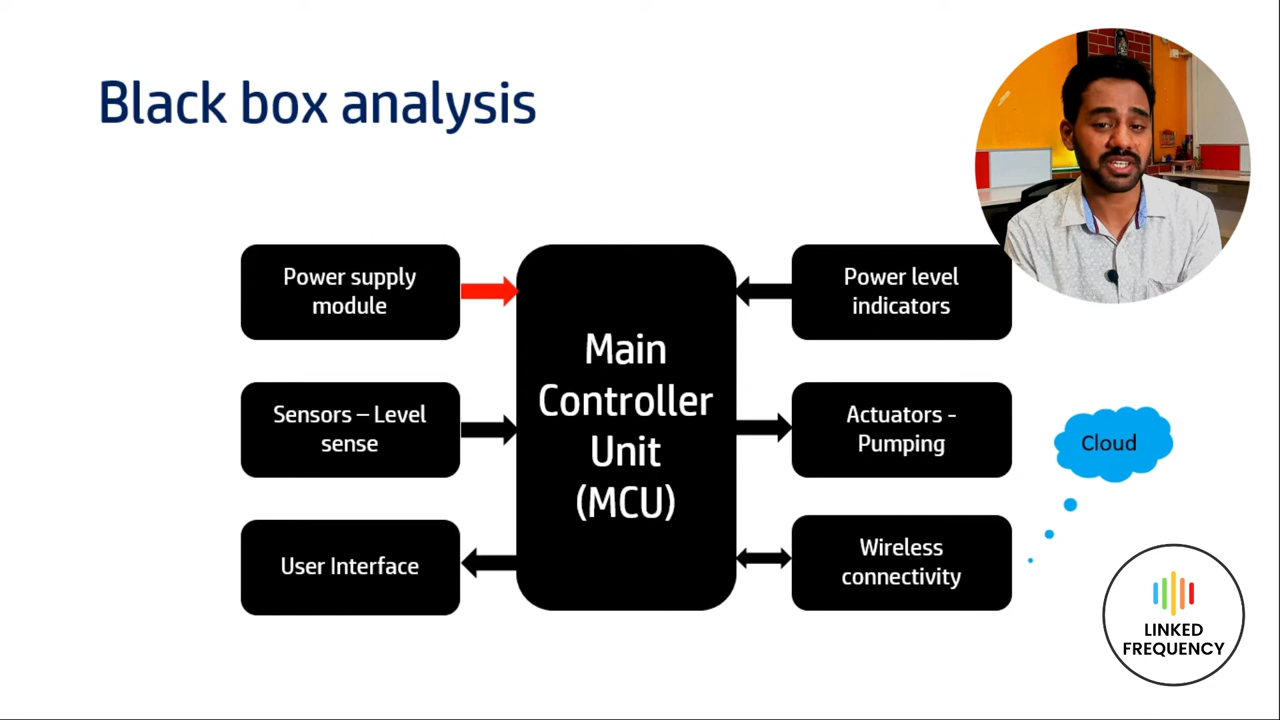 Black box analysis
Power supply
module
Sensors – Level
sense
User Interface
Main
Controller
Unit
(MCU)
Power level
indicators
Actuators -
Pumping
Wireless
connectivity
Cloud
LINKED
FREQUENCY